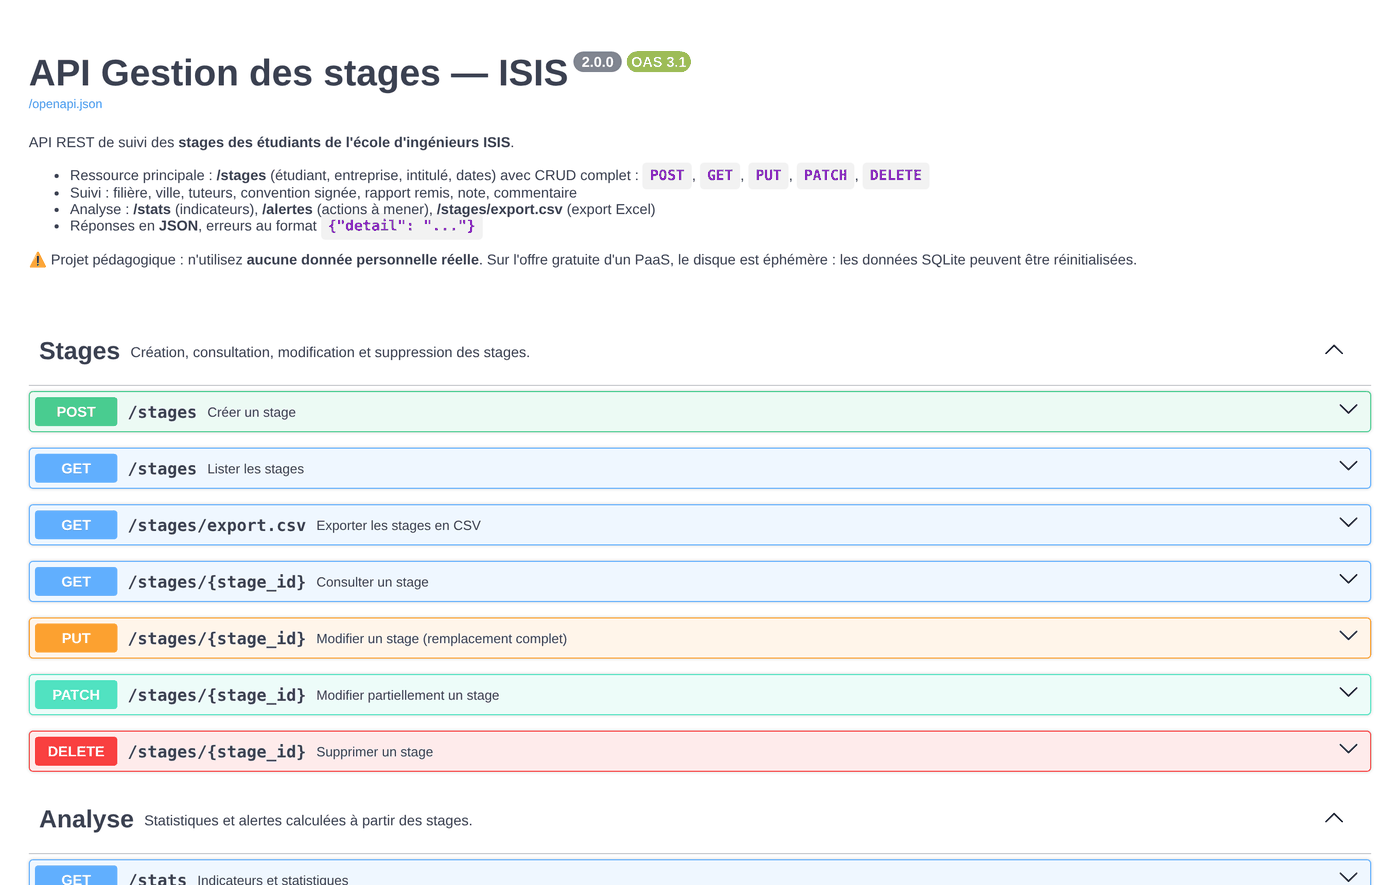 API Gestion des stages — ISIS 2.0.0 OAS 3.1
/openapi.json
API REST de suivi des stages des étudiants de l'école d'ingénieurs ISIS.
Ressource principale : /stages (étudiant, entreprise, intitulé, dates) avec CRUD complet : POST , GET , PUT , PATCH , DELETE
Suivi : filière, ville, tuteurs, convention signée, rapport remis, note, commentaire
Analyse : /stats (indicateurs), /alertes (actions à mener), /stages/export.csv (export Excel)
Réponses en JSON, erreurs au format {"detail": "..."}
⚠️ Projet pédagogique : n'utilisez aucune donnée personnelle réelle. Sur l'offre gratuite d'un PaaS, le disque est éphémère : les données SQLite peuvent être réinitialisées.
Stages Création, consultation, modification et suppression des stages.
POST /stages Créer un stage
GET /stages Lister les stages
GET /stages/export.csv Exporter les stages en CSV
GET /stages/{stage_id} Consulter un stage
PUT /stages/{stage_id} Modifier un stage (remplacement complet)
PATCH /stages/{stage_id} Modifier partiellement un stage
DELETE /stages/{stage_id} Supprimer un stage
Analyse Statistiques et alertes calculées à partir des stages.
GET /stats Indicateurs et statistiques